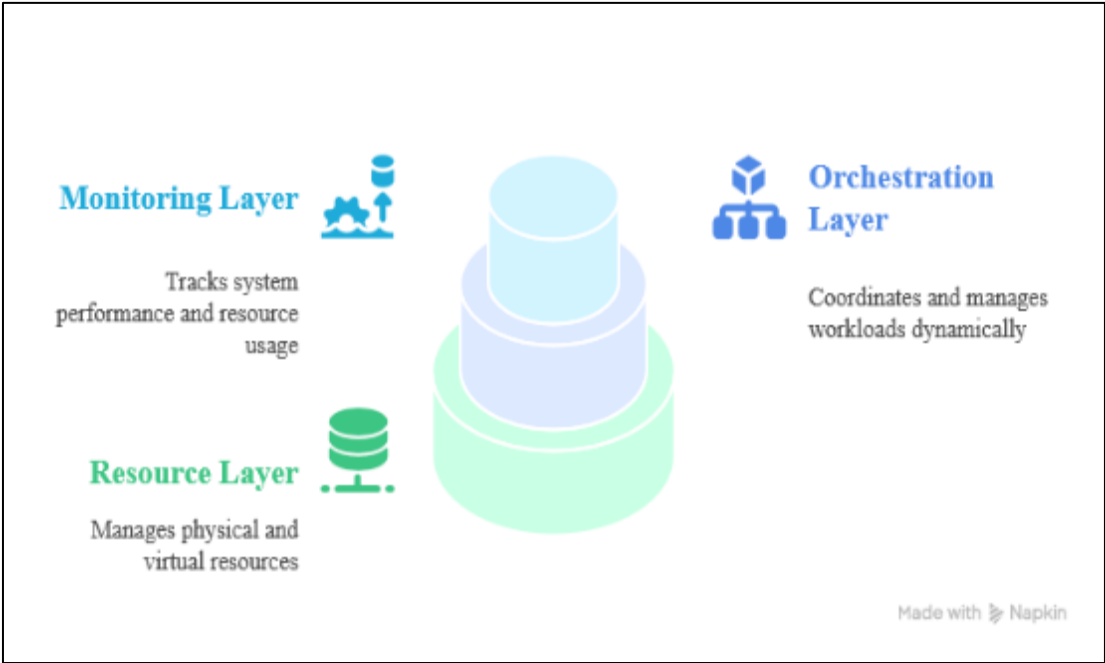 Monitoring Layer
Tracks system
performance and resource
usage
Orchestration
Layer
Coordinates and manages
workloads dynamically
Resource Layer
Manages physical and
virtual resources
Made with Napkin